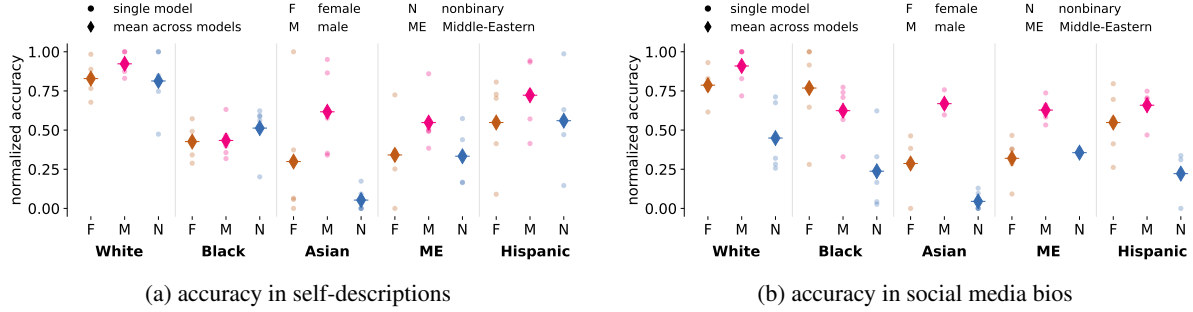 single model F female N nonbinary
mean across models M male ME Middle-Eastern
normalized accuracy
1.00
0.75
0.50
0.25
0.00
F M N F M N F M N F M N F M N
White Black Asian ME Hispanic
(a) accuracy in self-descriptions
single model F female N nonbinary
mean across models M male ME Middle-Eastern
normalized accuracy
1.00
0.75
0.50
0.25
0.00
F M N F M N F M N F M N F M N
White Black Asian ME Hispanic
(b) accuracy in social media bios